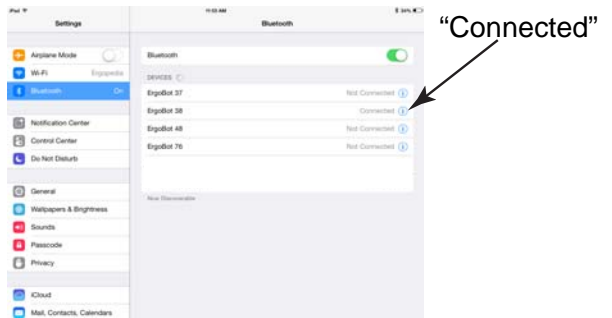 iPad
11:53 AM
34%
Settings
Bluetooth
“Connected”
Airplane Mode
Bluetooth
Wi-Fi Ergopedia
DEVICES
Bluetooth On
ErgoBot 37 Not Connected
ErgoBot 38 Connected
Notification Center
ErgoBot 48 Not Connected
Control Center
ErgoBot 76 Not Connected
Do Not Disturb
General
Now Discoverable
Wallpapers & Brightness
Sounds
Passcode
Privacy
iCloud
Mail, Contacts, Calendars